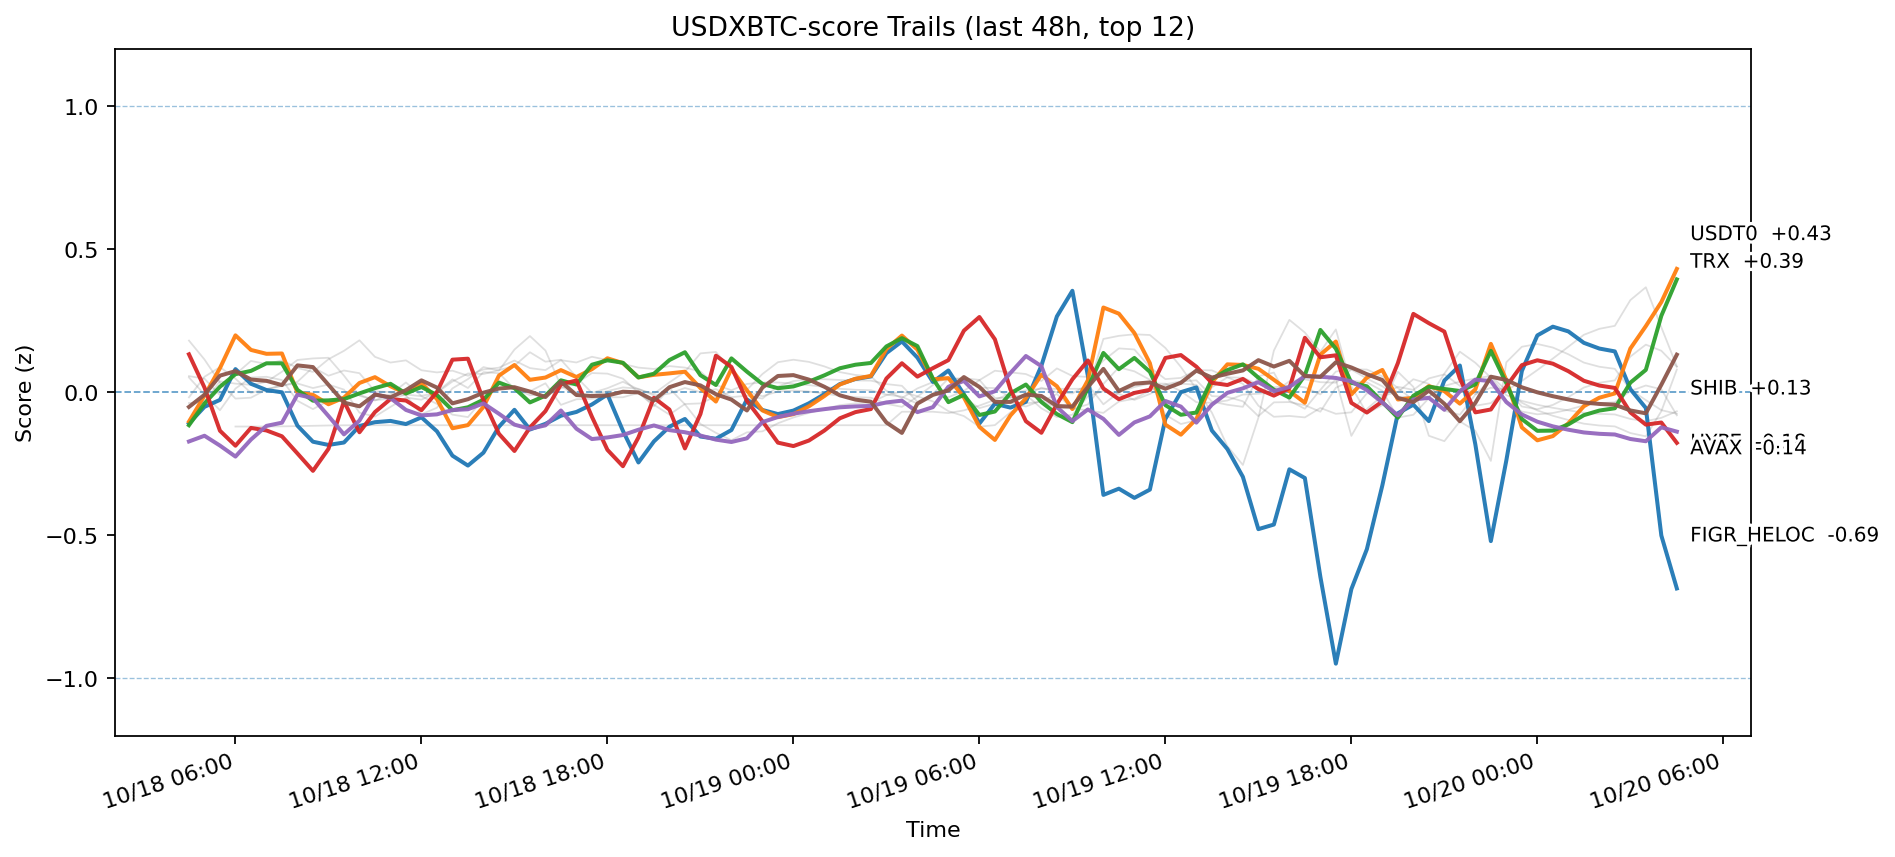 USDXBTC-score Trails (last 48h, top 12)
1.0
0.5
0.0
−0.5
−1.0
Score (z)
USDT0 +0.43
TRX +0.39
SHIB +0.13
AVAX -0.14
FIGR_HELOC -0.69
10/18 06:00
10/18 12:00
10/18 18:00
10/19 00:00
10/19 06:00
10/19 12:00
10/19 18:00
10/20 00:00
10/20 06:00
Time